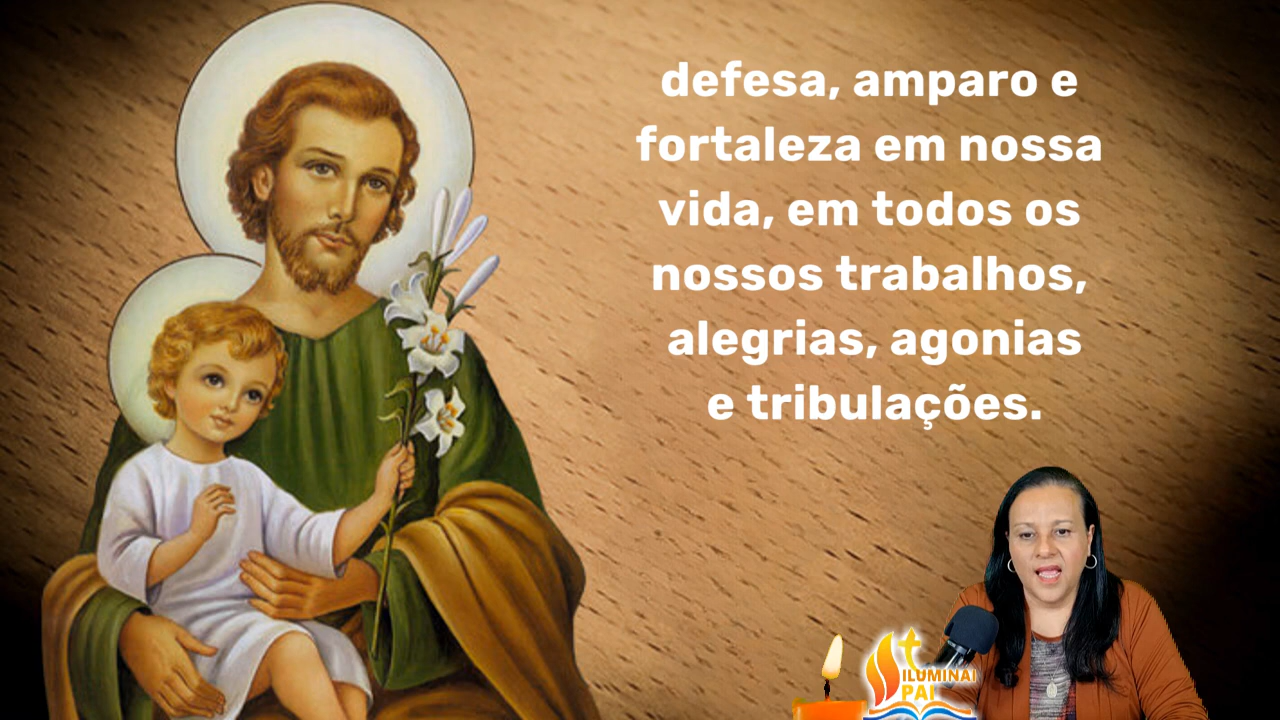 defesa, amparo e
fortaleza em nossa
vida, em todos os
nossos trabalhos,
alegrias, agonias
e tribulações.
ILUMINAI
PAI